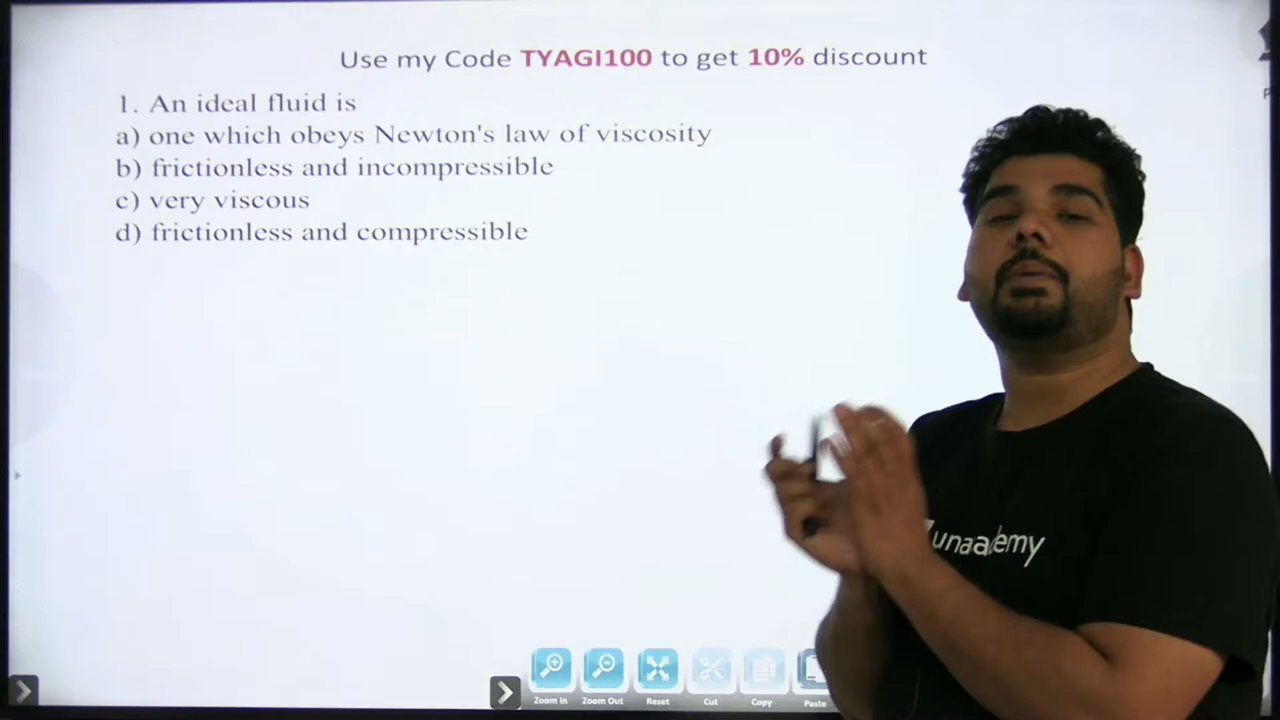 Use my Code TYAGI100 to get 10% discount
1. An ideal fluid is
a) one which obeys Newton's law of viscosity
b) frictionless and incompressible
c) very viscous
d) frictionless and compressible
unacademy
Zoom In Zoom Out Reset Cut Copy Paste